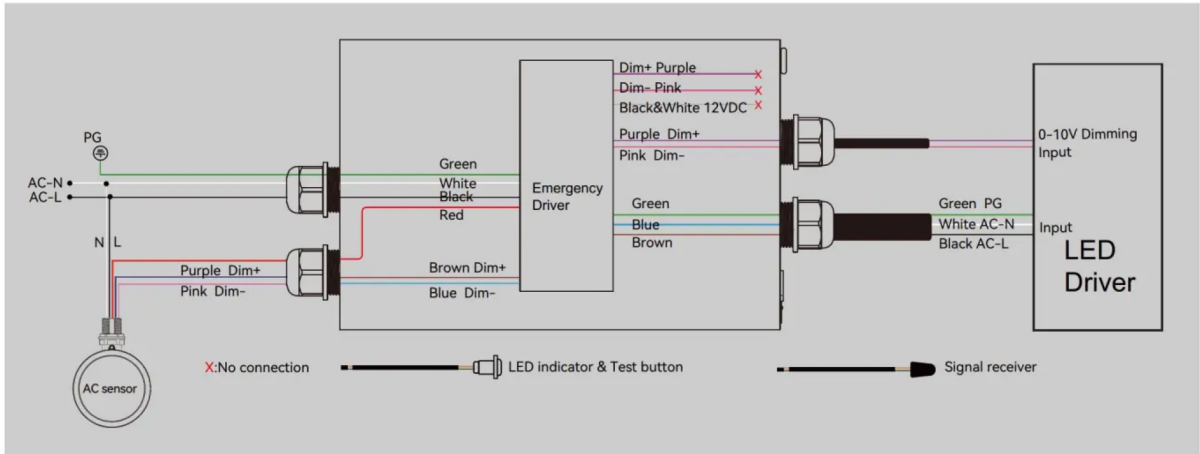 Dim+ Purple
Dim- Pink
Black&White 12VDC
X
X
X
PG
Purple Dim+
0-10V Dimming
Pink Dim-
Input
Green
AC-N
White
AC-L
Black
Emergency
Driver
Red
Green
Green PG
Blue
White AC-N
Input
N L
Brown
Black AC-L
LED
Driver
Purple Dim+
Brown Dim+
Pink Dim-
Blue Dim-
X:No connection
LED indicator & Test button
Signal receiver
AC sensor